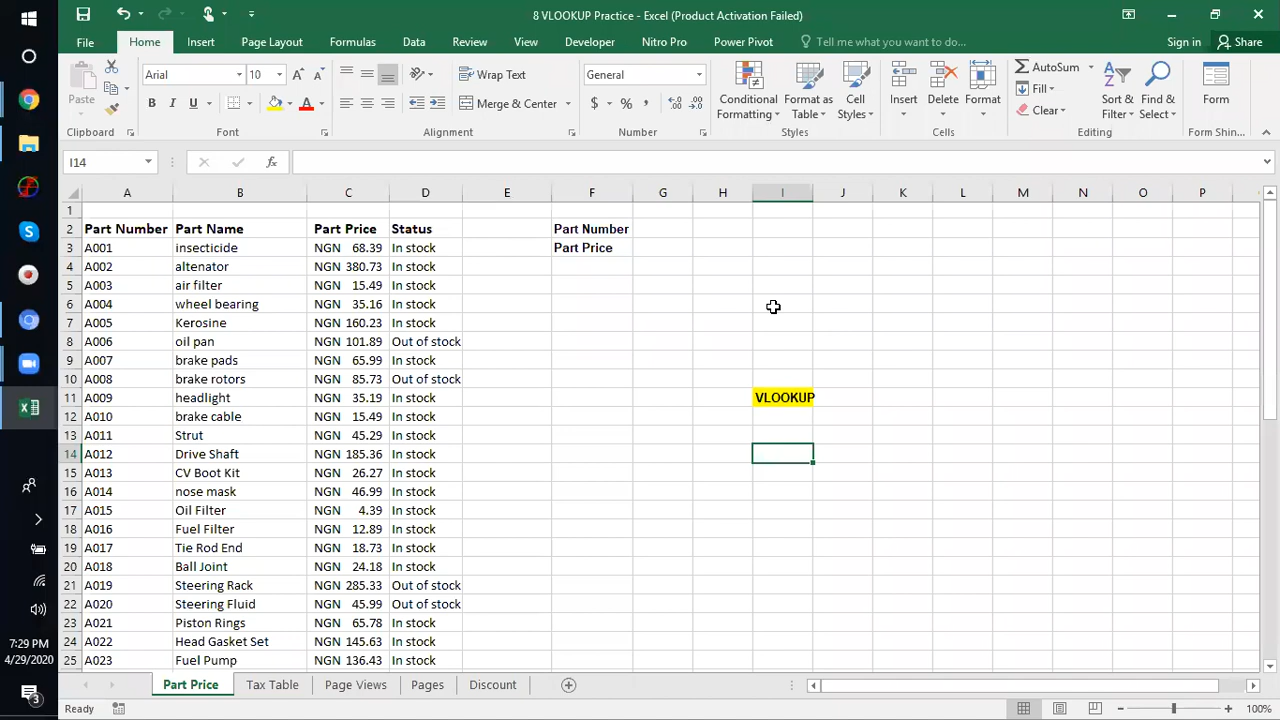 8 VLOOKUP Practice - Excel (Product Activation Failed)
File Home Insert Page Layout Formulas Data Review View Developer Nitro Pro Power Pivot Tell me what you want to do... Sign in Share
Arial 10 Wrap Text General AutoSum
Paste B I U Merge & Center $ % , Conditional Formatting Format as Table Cell Styles Insert Delete Format Fill Clear Sort & Filter Find & Select Form
Clipboard Font Alignment Number Styles Cells Editing Form Shin...
I14 fx
A B C D E F G H I J K L M N O P
1
2 Part Number Part Name Part Price Status Part Number
3 A001 insecticide NGN 68.39 In stock Part Price
4 A002 altenator NGN 380.73 In stock
5 A003 air filter NGN 15.49 In stock
6 A004 wheel bearing NGN 35.16 In stock
7 A005 Kerosine NGN 160.23 In stock
8 A006 oil pan NGN 101.89 Out of stock
9 A007 brake pads NGN 65.99 In stock
10 A008 brake rotors NGN 85.73 Out of stock
11 A009 headlight NGN 35.19 In stock VLOOKUP
12 A010 brake cable NGN 15.49 In stock
13 A011 Strut NGN 45.29 In stock
14 A012 Drive Shaft NGN 185.36 In stock
15 A013 CV Boot Kit NGN 26.27 In stock
16 A014 nose mask NGN 46.99 In stock
17 A015 Oil Filter NGN 4.39 In stock
18 A016 Fuel Filter NGN 12.89 In stock
19 A017 Tie Rod End NGN 18.73 In stock
20 A018 Ball Joint NGN 24.18 In stock
21 A019 Steering Rack NGN 285.33 Out of stock
22 A020 Steering Fluid NGN 45.99 Out of stock
23 A021 Piston Rings NGN 65.78 In stock
24 A022 Head Gasket Set NGN 145.63 In stock
25 A023 Fuel Pump NGN 136.43 In stock
Part Price Tax Table Page Views Pages Discount
Ready 100%
7:29 PM
4/29/2020
3